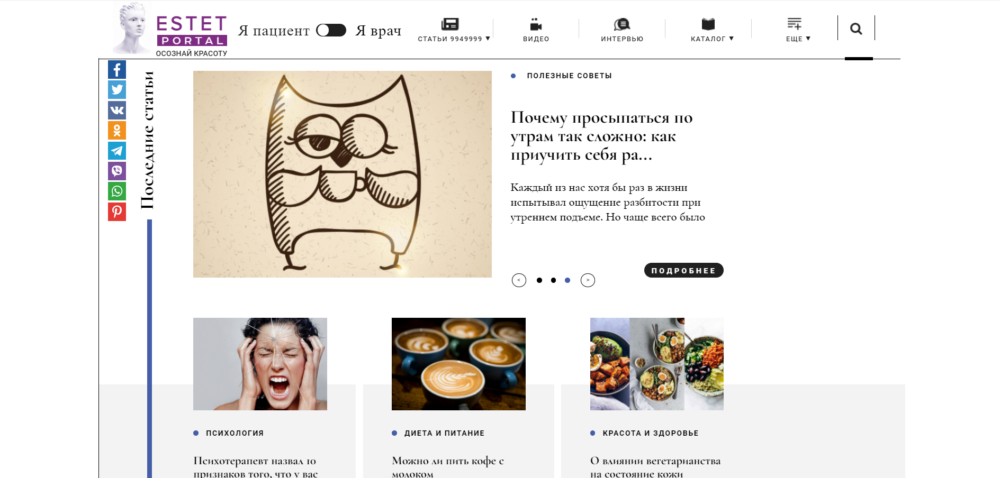 ESTET
PORTAL
ОСОЗНАЙ КРАСОТУ
Я пациент
Я врач
СТАТЬИ 9949999 ▼
ВИДЕО
ИНТЕРВЬЮ
КАТАЛОГ ▼
ЕЩЕ ▼
Последние статьи
ПОЛЕЗНЫЕ СОВЕТЫ
Почему просыпаться по
утрам так сложно: как
приучить себя ра...
Каждый из нас хотя бы раз в жизни
испытывал ощущение разбитости при
утреннем подъеме. Но чаще всего было
< >
ПОДРОБНЕЕ
ПСИХОЛОГИЯ
Психотерапевт назвал 10
признаков того, что у вас
ДИЕТА И ПИТАНИЕ
Можно ли пить кофе с
молоком
КРАСОТА И ЗДОРОВЬЕ
О влиянии вегетарианства
на состояние кожи